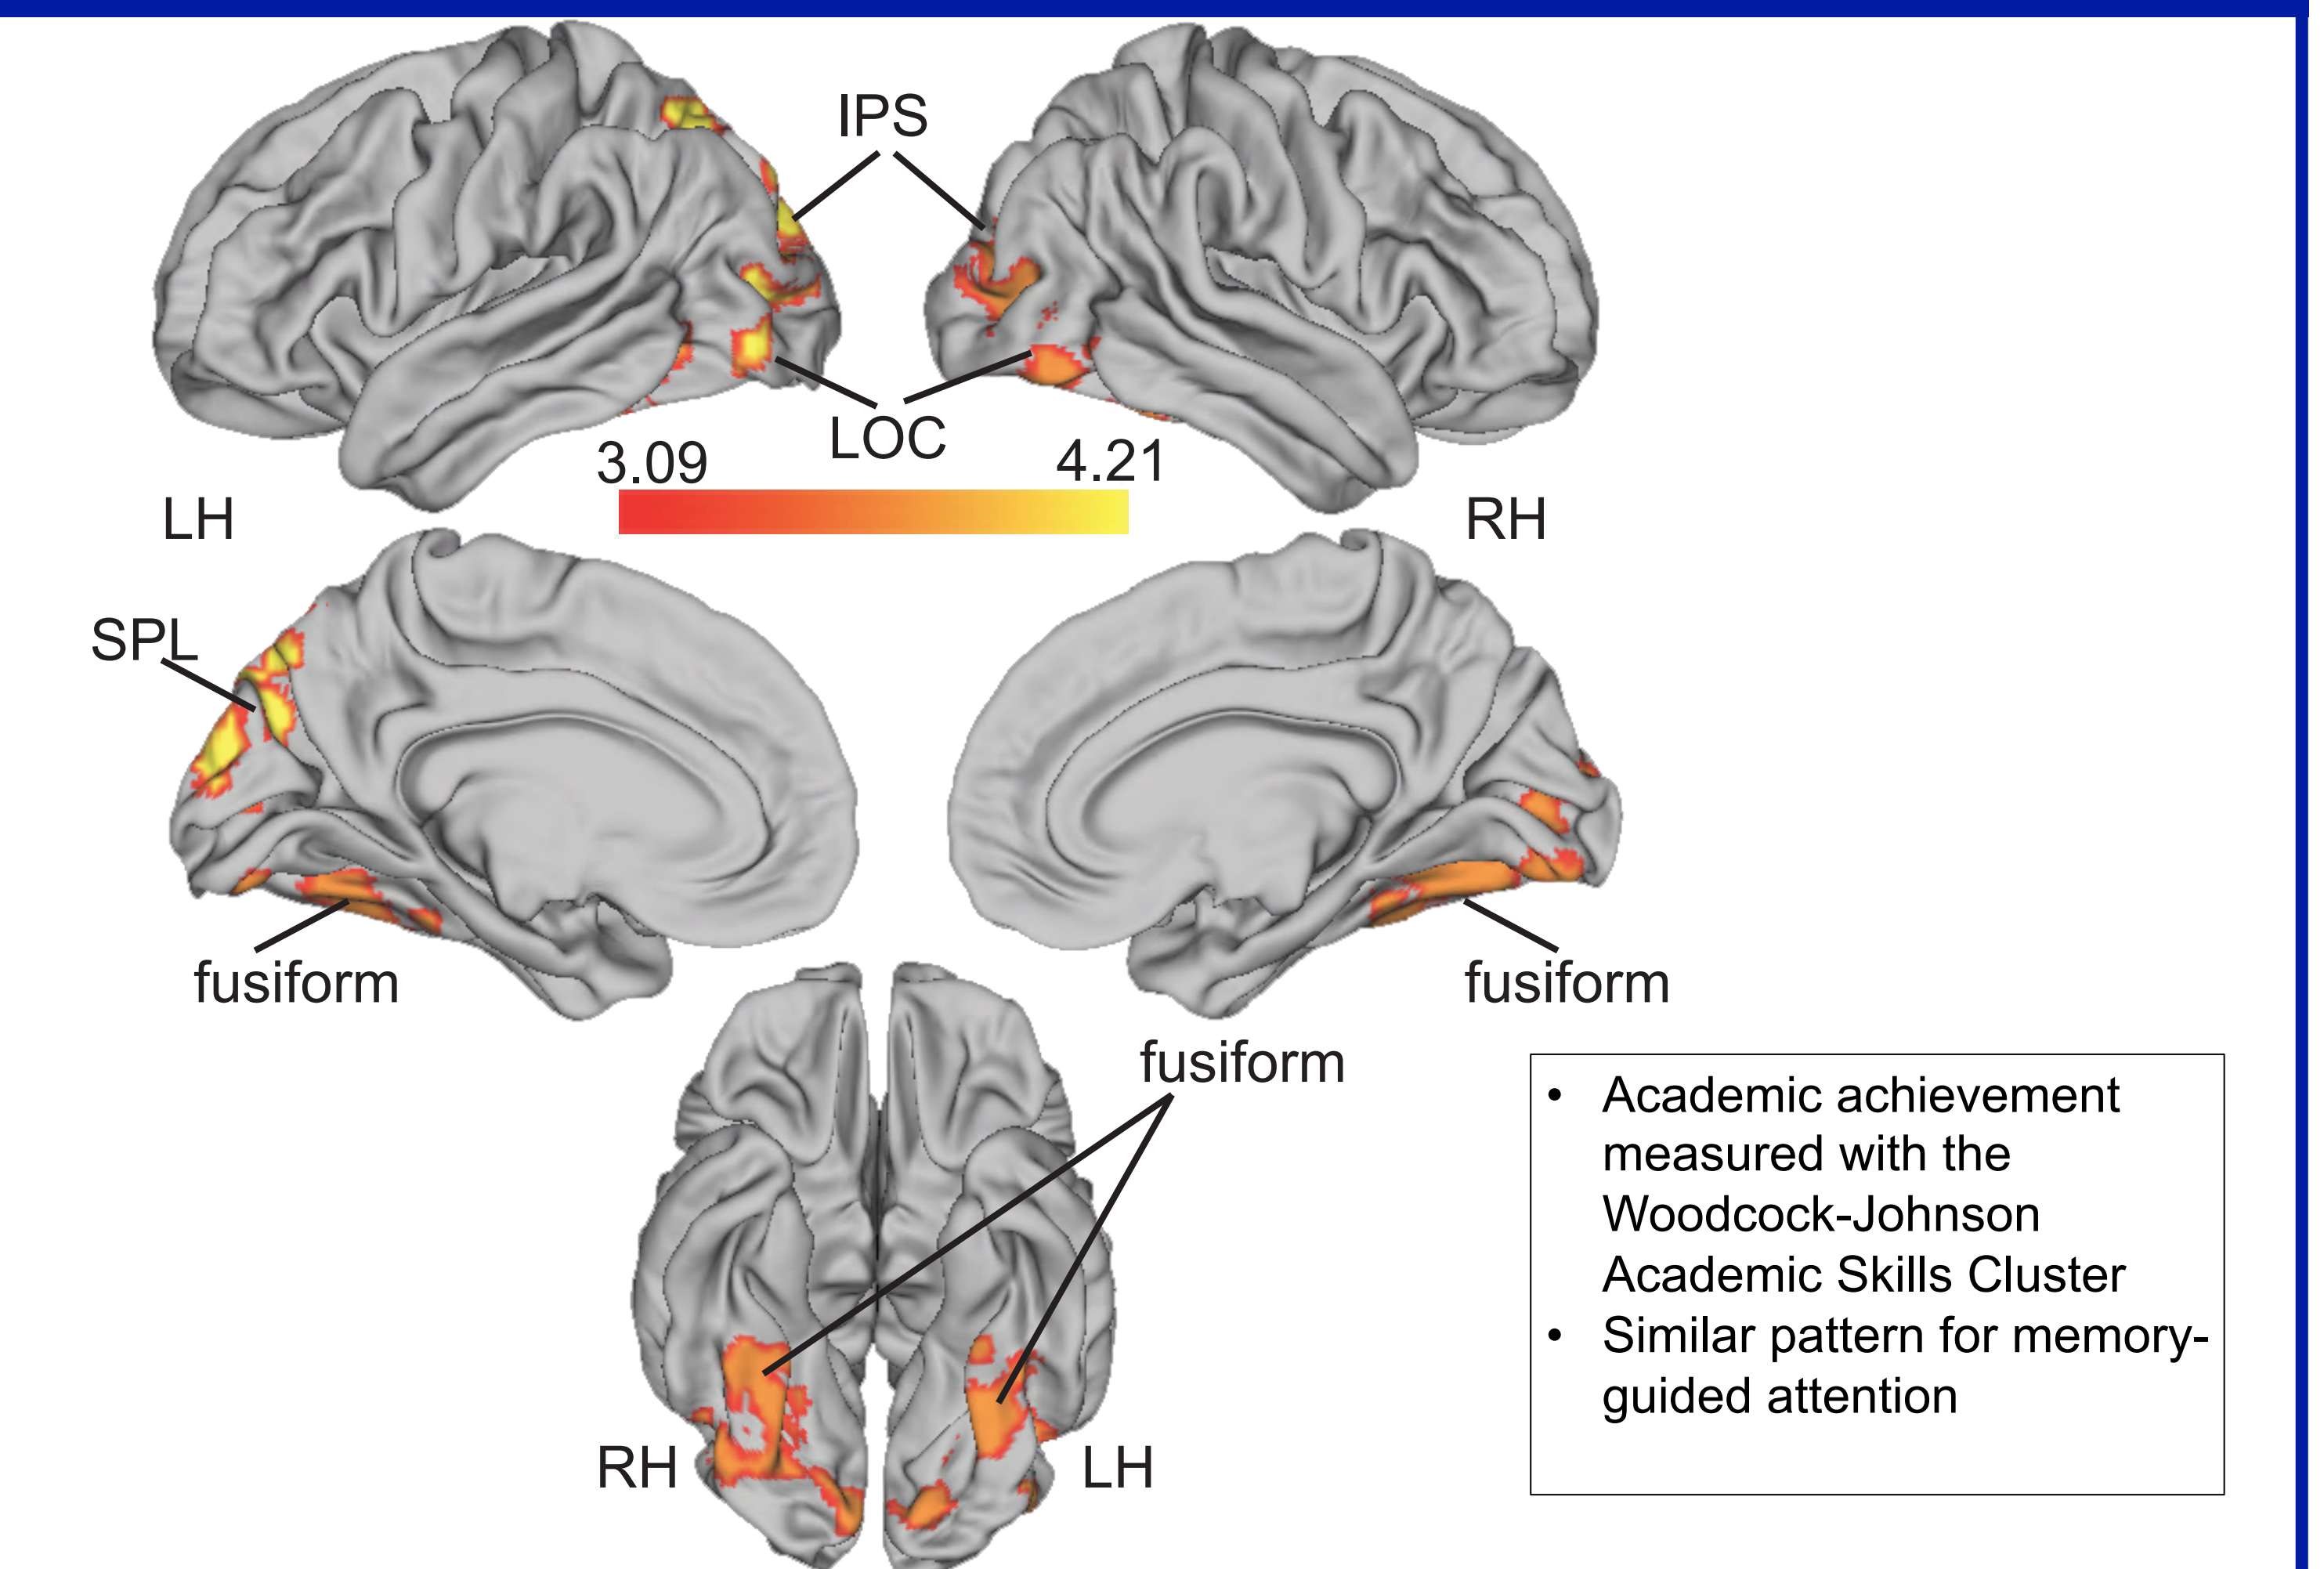 IPS
LOC
3.09
4.21
LH
RH
SPL
fusiform
fusiform
fusiform
RH
LH
• Academic achievement
measured with the
Woodcock-Johnson
Academic Skills Cluster
• Similar pattern for memory-
guided attention